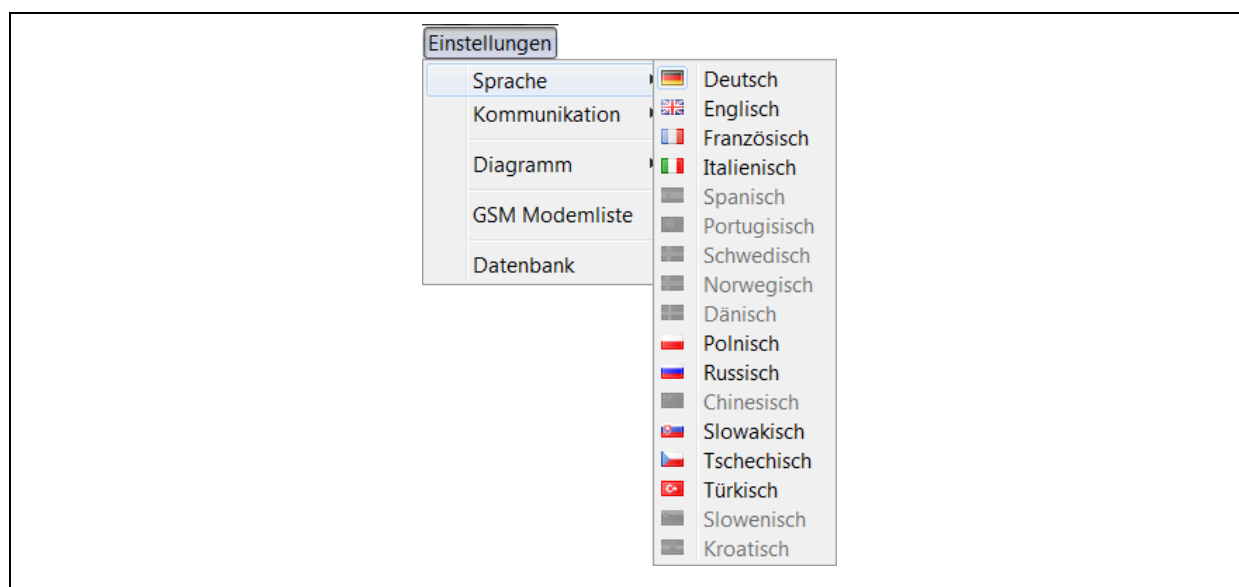 Einstellungen
Sprache
Kommunikation
Diagramm
GSM Modemliste
Datenbank
Deutsch
Englisch
Französisch
Italienisch
Spanisch
Portugisisch
Schwedisch
Norwegisch
Dänisch
Polnisch
Russisch
Chinesisch
Slowakisch
Tschechisch
Türkisch
Slowenisch
Kroatisch